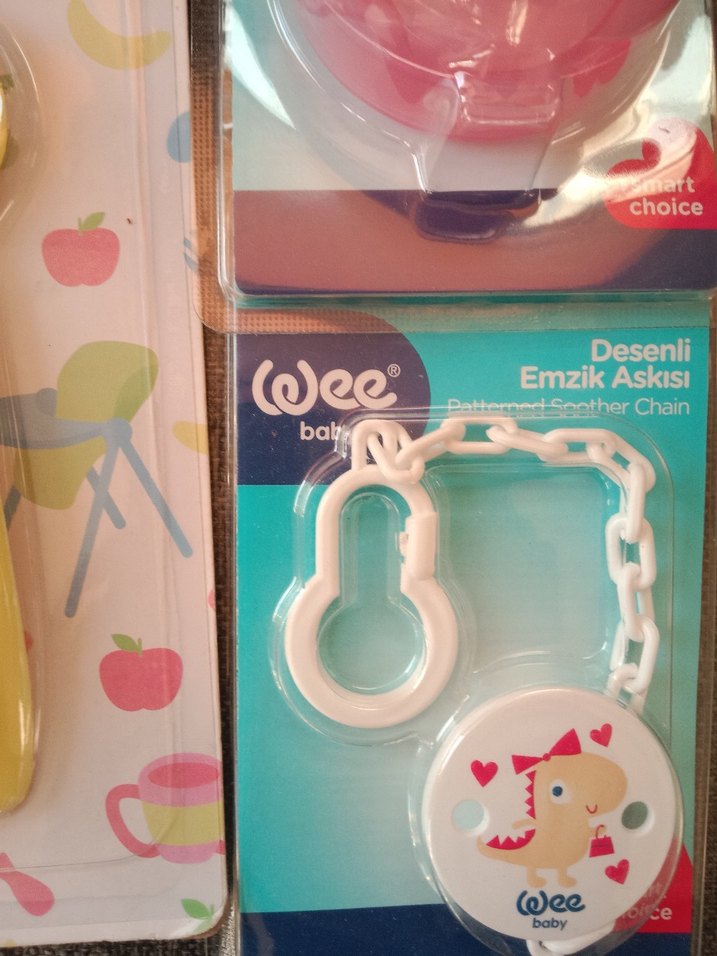 smart
choice
Wee®
baby
Desenli
Emzik Askısı
Patterned Soother Chain
Wee
baby